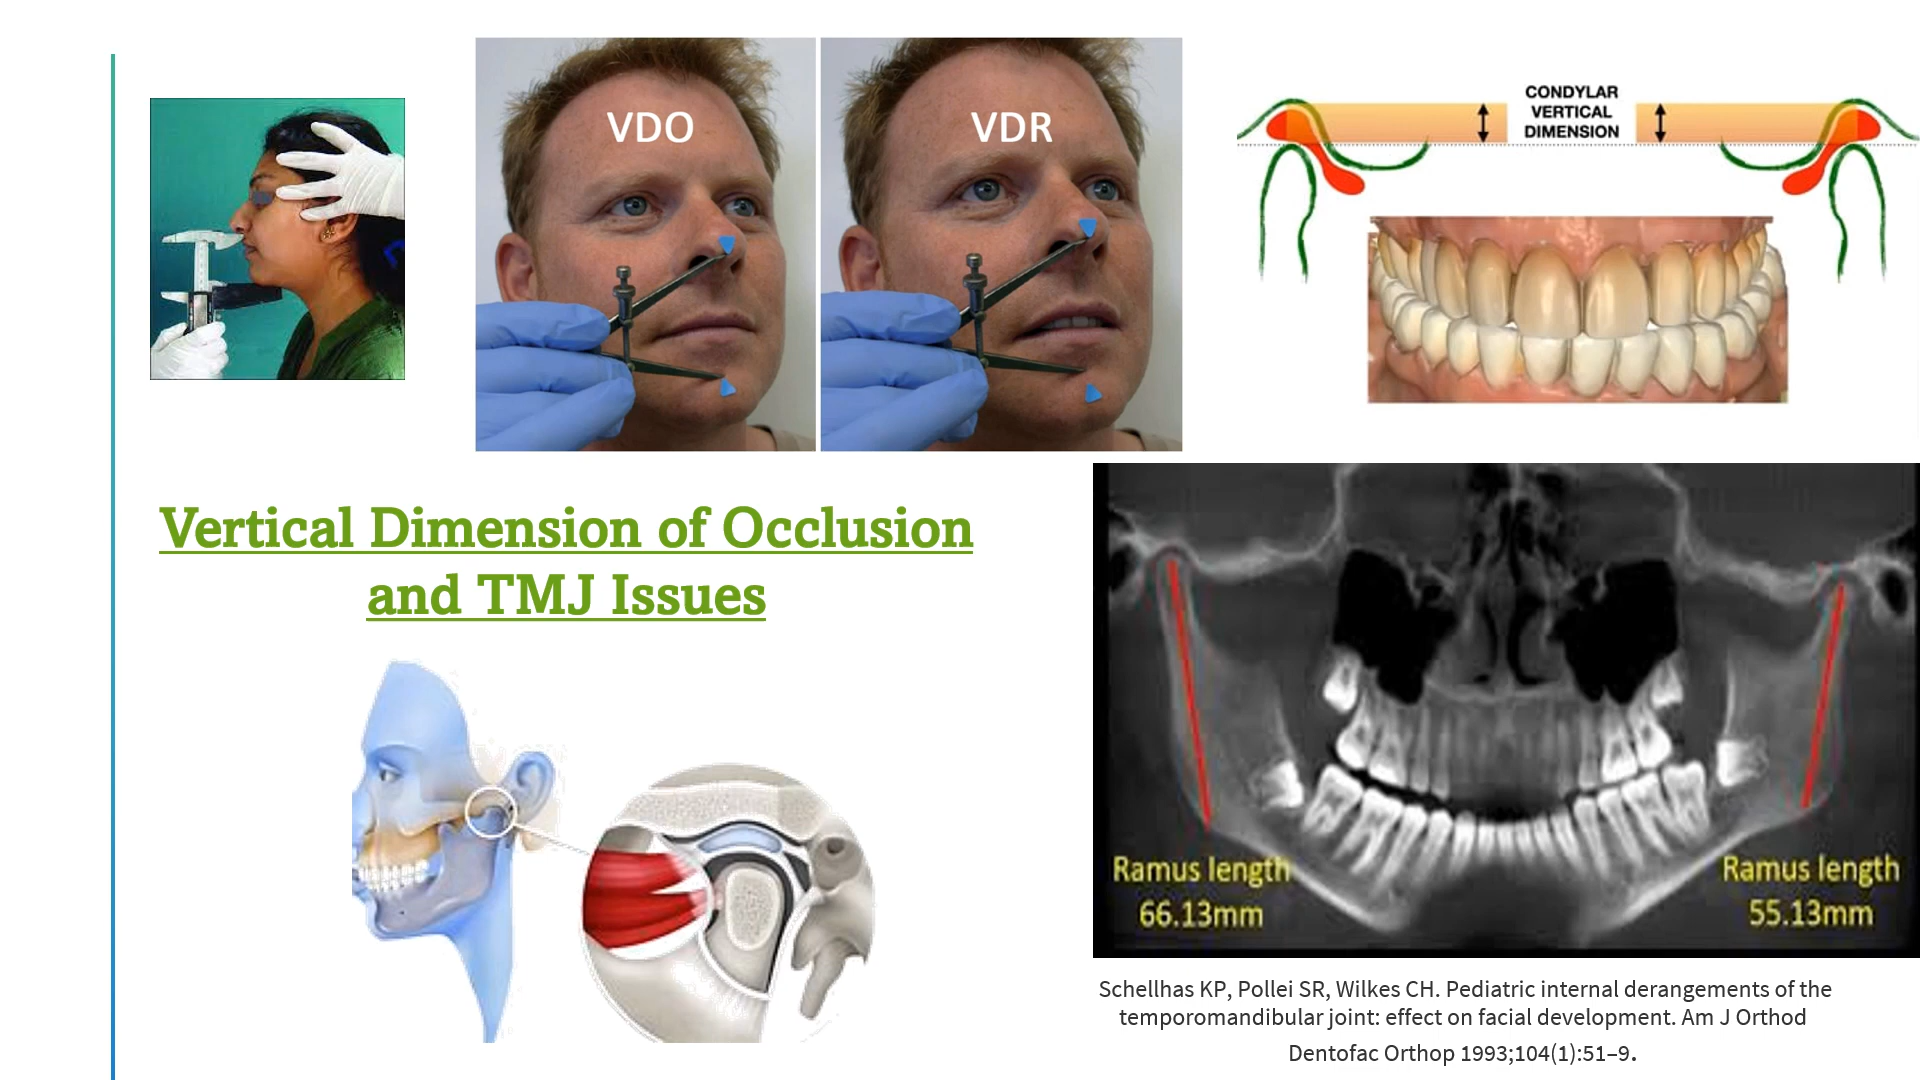 VDO
VDR
CONDYLAR
VERTICAL
DIMENSION
Vertical Dimension of Occlusion
and TMJ Issues
Ramus length
66.13mm
Ramus length
55.13mm
Schellhas KP, Pollei SR, Wilkes CH. Pediatric internal derangements of the
temporomandibular joint: effect on facial development. Am J Orthod
Dentofac Orthop 1993;104(1):51–9.